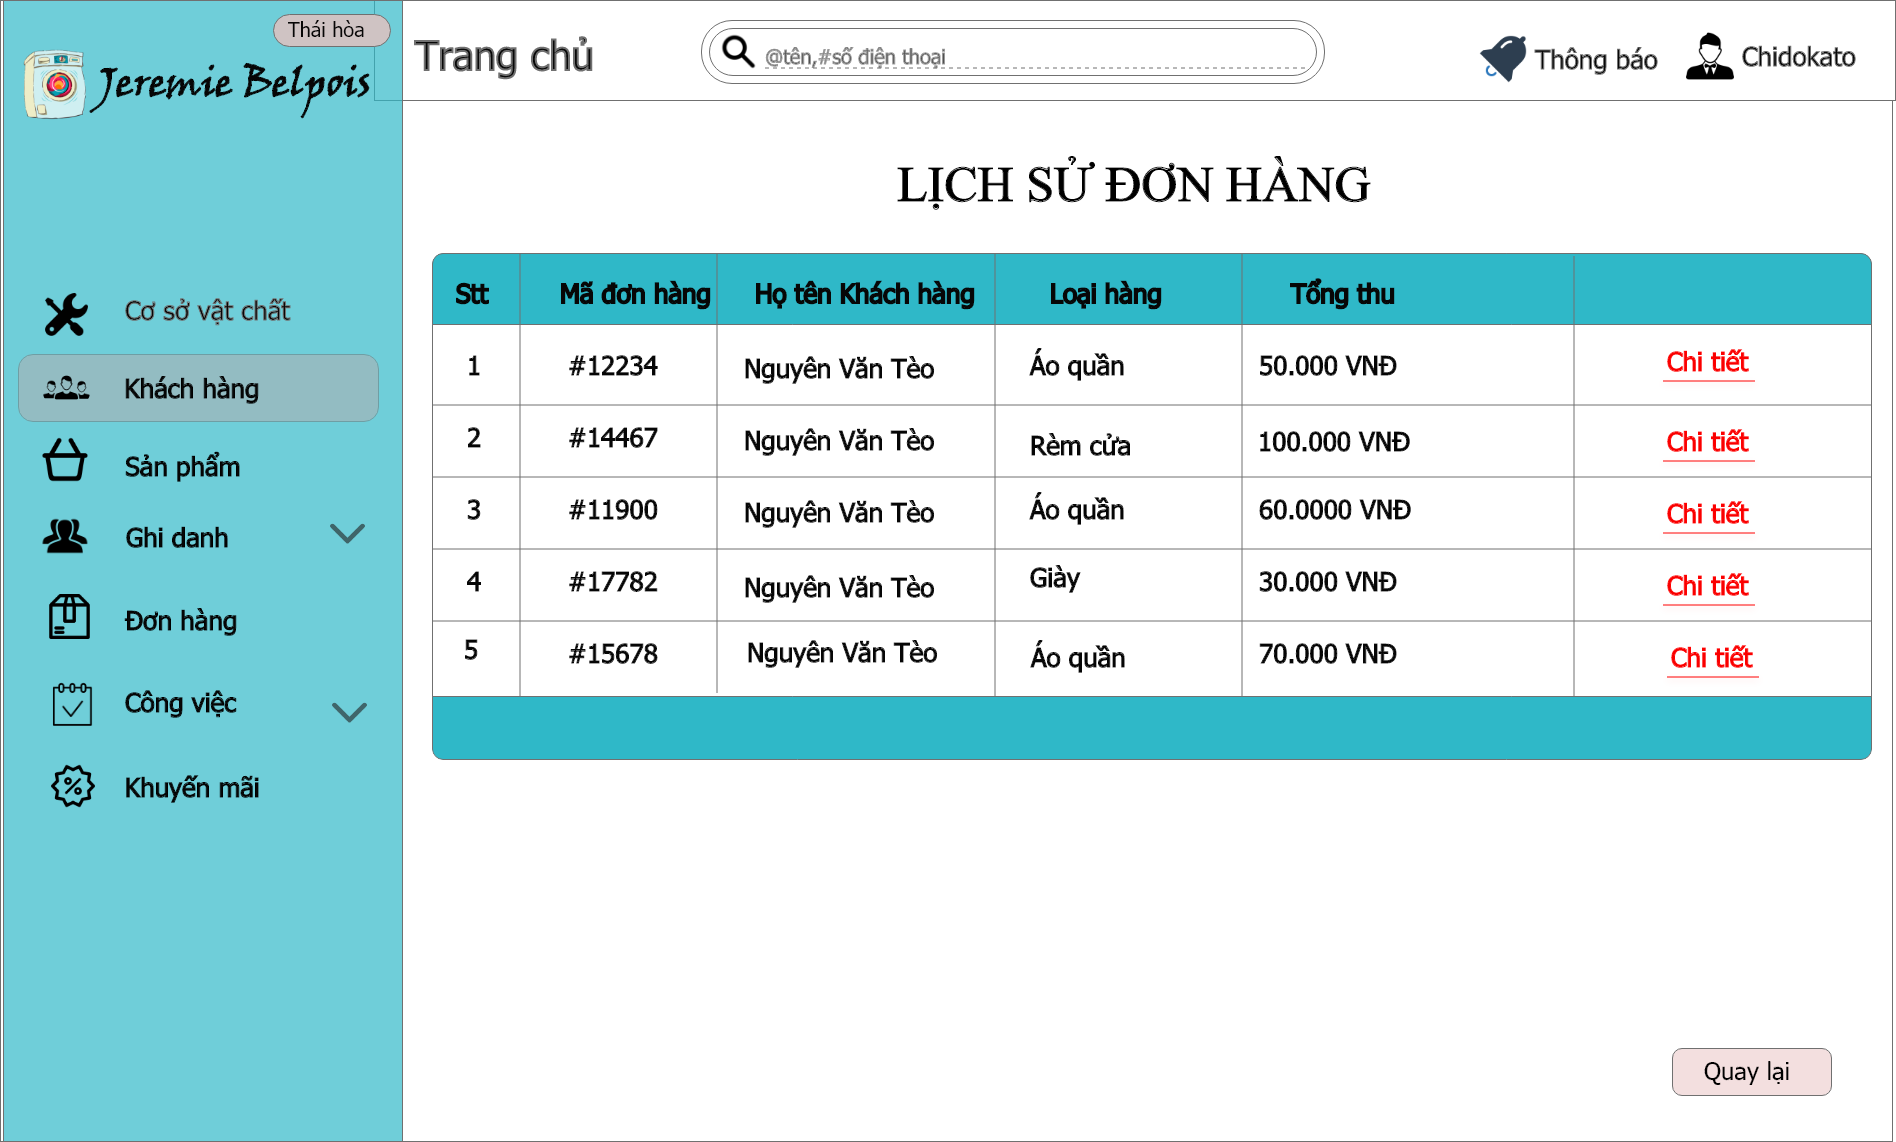 Thái hòa
Jeremie Belpois
Trang chủ
@tên,#số điện thoại
Thông báo
Chidokato
Cơ sở vật chất
Khách hàng
Sản phẩm
Ghi danh
Đơn hàng
Công việc
Khuyến mãi
LỊCH SỬ ĐƠN HÀNG
Stt Mã đơn hàng Họ tên Khách hàng Loại hàng Tổng thu
1 #12234 Nguyên Văn Tèo Áo quần 50.000 VNĐ Chi tiết
2 #14467 Nguyên Văn Tèo Rèm cửa 100.000 VNĐ Chi tiết
3 #11900 Nguyên Văn Tèo Áo quần 60.0000 VNĐ Chi tiết
4 #17782 Nguyên Văn Tèo Giày 30.000 VNĐ Chi tiết
5 #15678 Nguyên Văn Tèo Áo quần 70.000 VNĐ Chi tiết
Quay lại